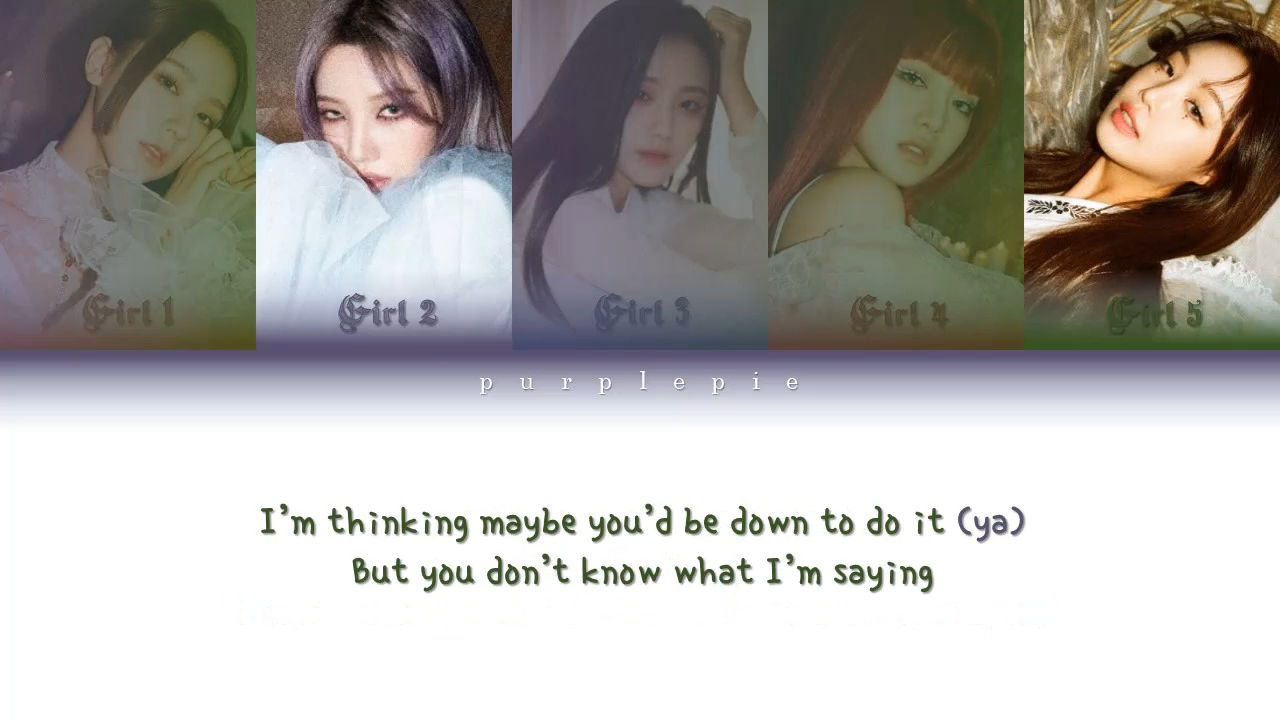 Girl 1
Girl 2
Girl 3
Girl 4
Girl 5
purplepie
I'm thinking maybe you'd be down to do it (ya)
But you don't know what I'm saying